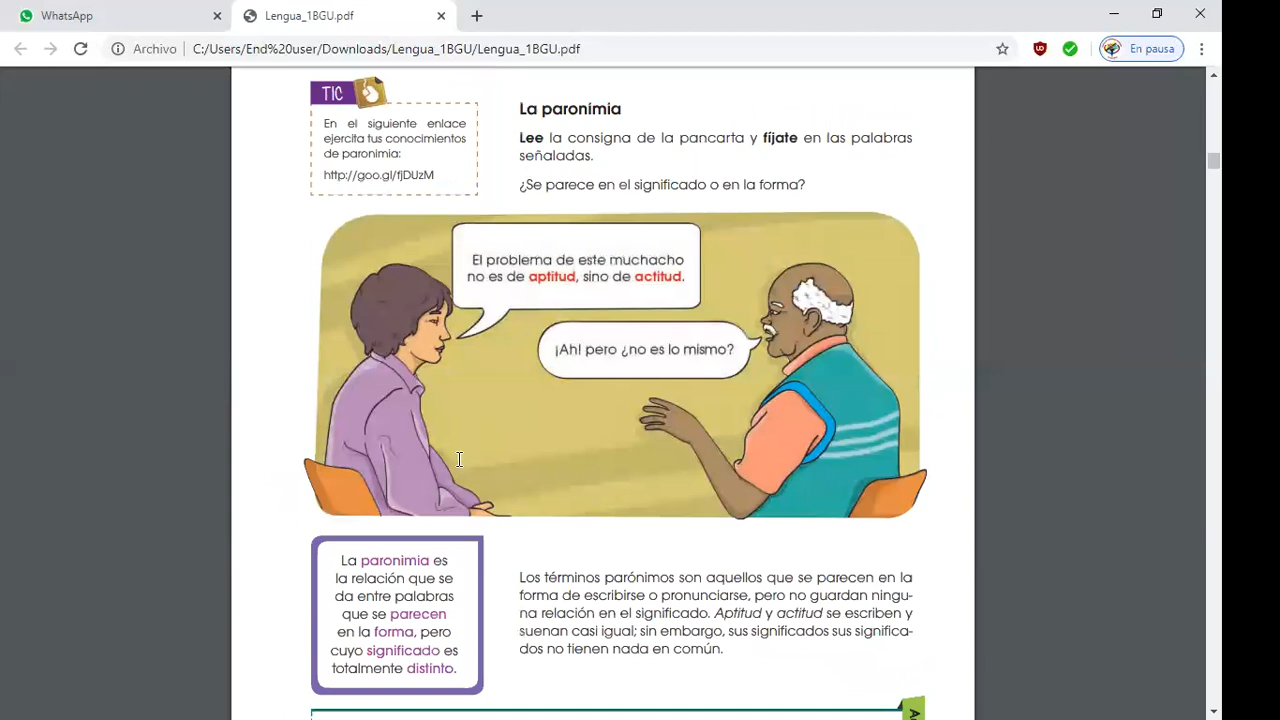 WhatsApp
Lengua_1BGU.pdf
Archivo
C:/Users/End%20user/Downloads/Lengua_1BGU/Lengua_1BGU.pdf
UD
En pausa
TIC
En el siguiente enlace
ejercita tus conocimientos
de paronimia:
http://goo.gl/fjDUzM
La paronímia
Lee la consigna de la pancarta y fíjate en las palabras
señaladas.
¿Se parece en el significado o en la forma?
El problema de este muchacho
no es de aptitud, sino de actitud.
¡Ah! pero ¿no es lo mismo?
La paronimia es
la relación que se
da entre palabras
que se parecen
en la forma, pero
cuyo significado es
totalmente distinto.
Los términos parónimos son aquellos que se parecen en la
forma de escribirse o pronunciarse, pero no guardan ningu-
na relación en el significado. Aptitud y actitud se escriben y
suenan casi igual; sin embargo, sus significados sus significa-
dos no tienen nada en común.